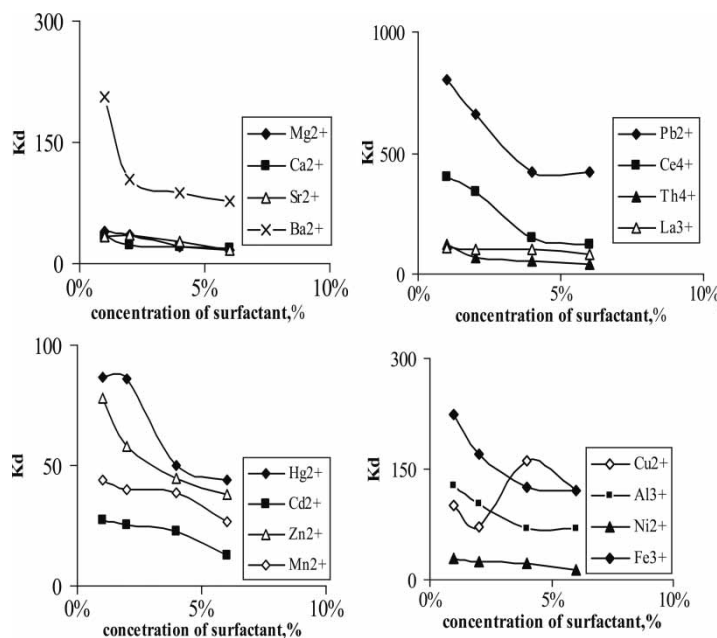 300
150
0
Kd
0%
5%
10%
concentration of surfactant,%
Mg2+
Ca2+
Sr2+
Ba2+
1000
500
0
Kd
0%
5%
10%
concentration of surfactant,%
Pb2+
Ce4+
Th4+
La3+
100
50
0
Kd
0%
5%
10%
concetration of surfactant,%
Hg2+
Cd2+
Zn2+
Mn2+
300
150
0
Kd
0%
5%
10%
concentration of surfactant,%
Cu2+
Al3+
Ni2+
Fe3+